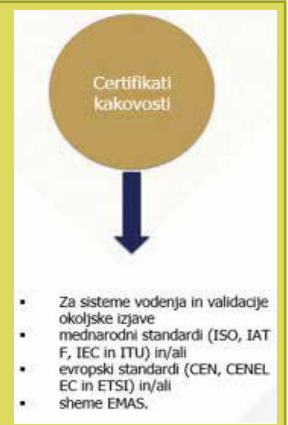 Certifikati
kakovosti
▪ Za sisteme vodenja in validacije
okoljske izjave
▪ mednarodni standardi (ISO, IAT
F, IEC in ITU) in/ali
▪ evropski standardi (CEN, CENEL
EC in ETSI) in/ali
▪ sheme EMAS.